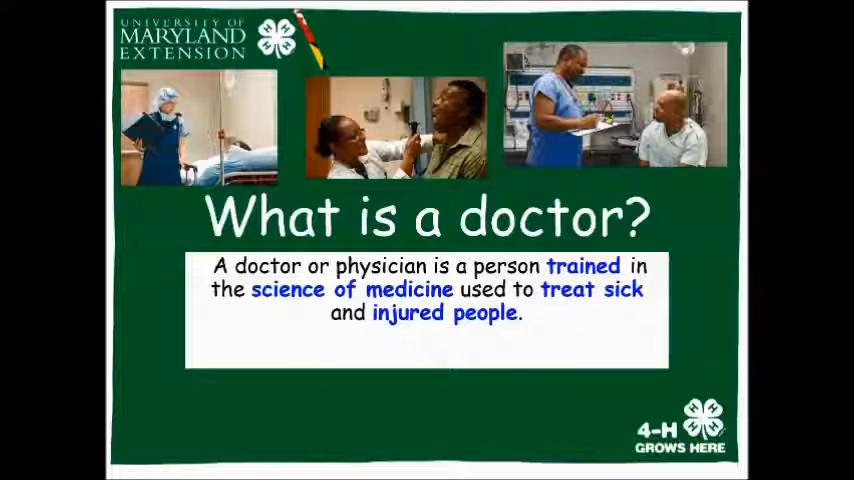 UNIVERSITY OF
MARYLAND
EXTENSION
What is a doctor?
A doctor or physician is a person trained in
the science of medicine used to treat sick
and injured people.
4-H
GROWS HERE